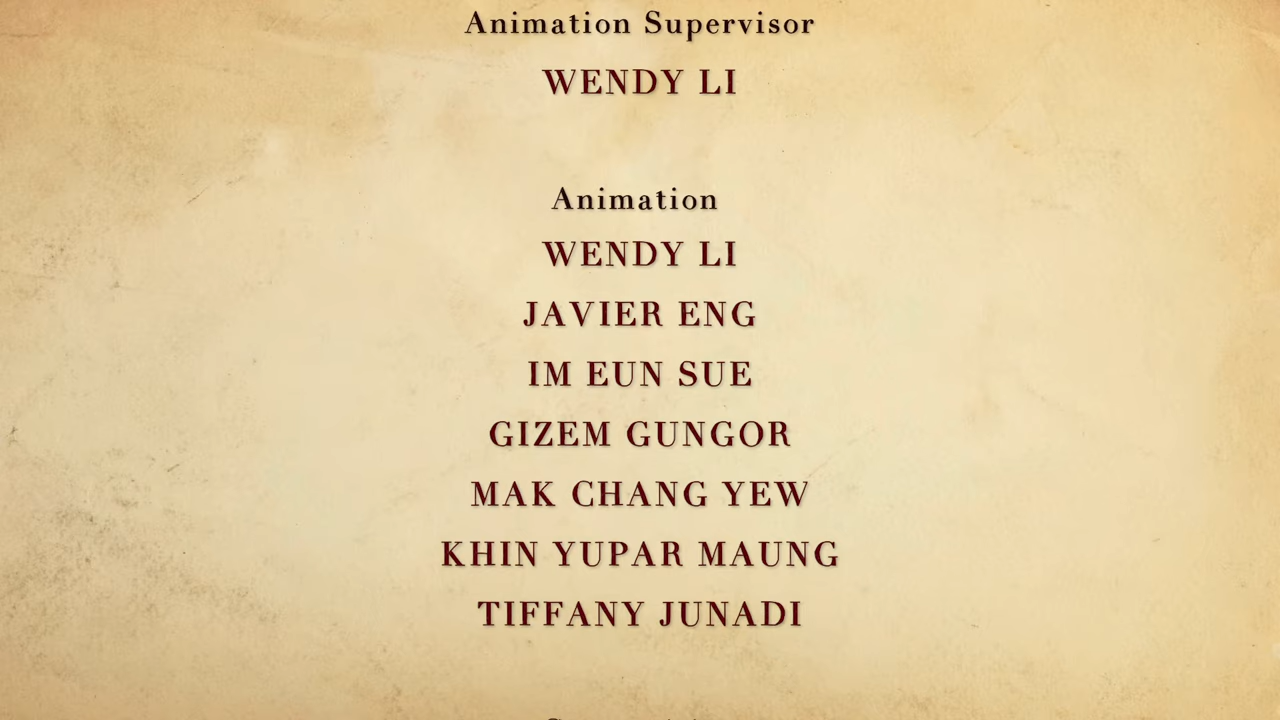 Animation Supervisor
WENDY LI
Animation
WENDY LI
JAVIER ENG
IM EUN SUE
GIZEM GUNGOR
MAK CHANG YEW
KHIN YUPAR MAUNG
TIFFANY JUNADI